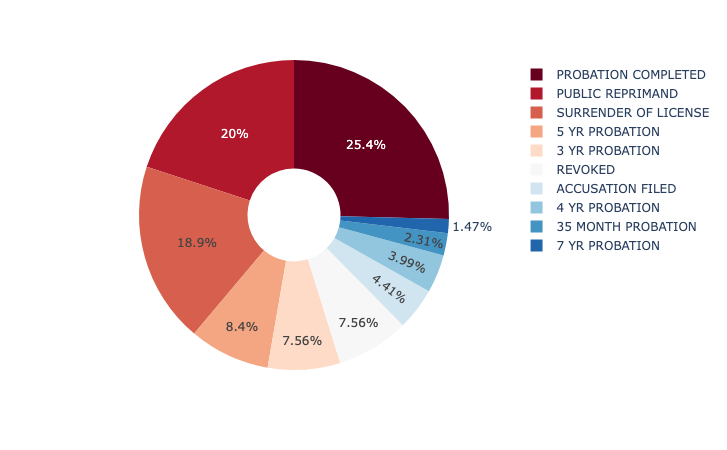 25.4%
20%
18.9%
8.4%
7.56%
7.56%
4.41%
3.99%
2.31%
1.47%
PROBATION COMPLETED
PUBLIC REPRIMAND
SURRENDER OF LICENSE
5 YR PROBATION
3 YR PROBATION
REVOKED
ACCUSATION FILED
4 YR PROBATION
35 MONTH PROBATION
7 YR PROBATION